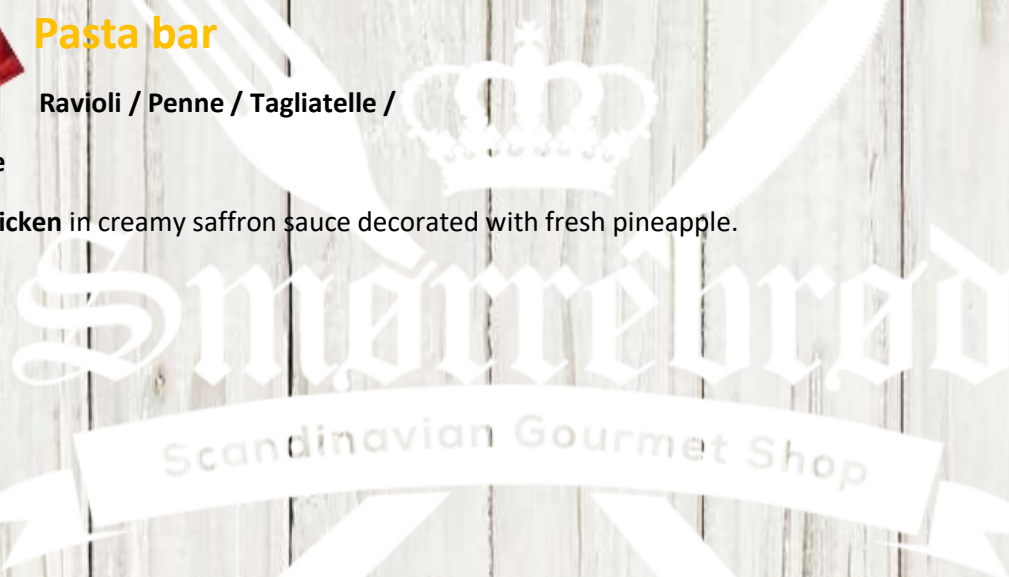 Pasta bar
Ravioli / Penne / Tagliatelle /
e
icken in creamy saffron sauce decorated with fresh pineapple.
Smørrebrød
Scandinavian Gourmet Shop